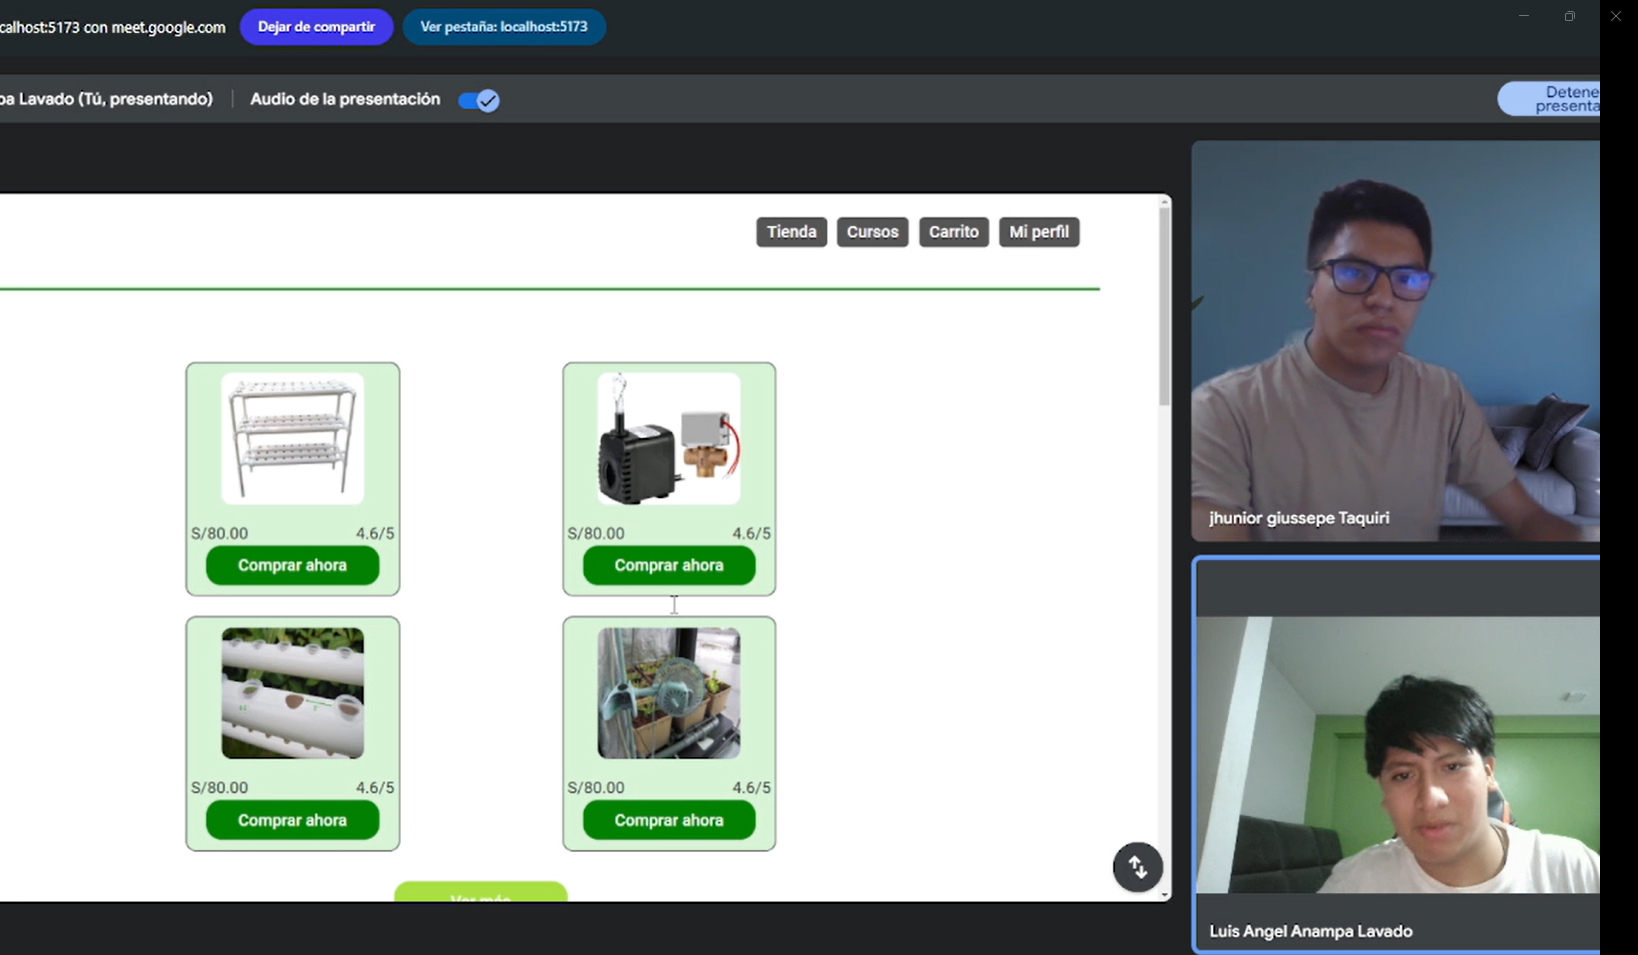 calhost:5173 con meet.google.com
Dejar de compartir
Ver pestaña: localhost:5173
pa Lavado (Tú, presentando)
Audio de la presentación
Detene
presenta
Tienda
Cursos
Carrito
Mi perfil
S/80.00 4.6/5
Comprar ahora
S/80.00 4.6/5
Comprar ahora
S/80.00 4.6/5
Comprar ahora
S/80.00 4.6/5
Comprar ahora
Ver más
jhunior giussepe Taquiri
Luis Angel Anampa Lavado